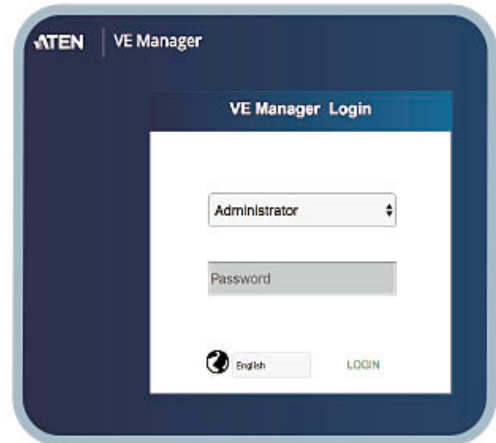 ATEN VE Manager
VE Manager Login
Administrator
Password
English LOGIN